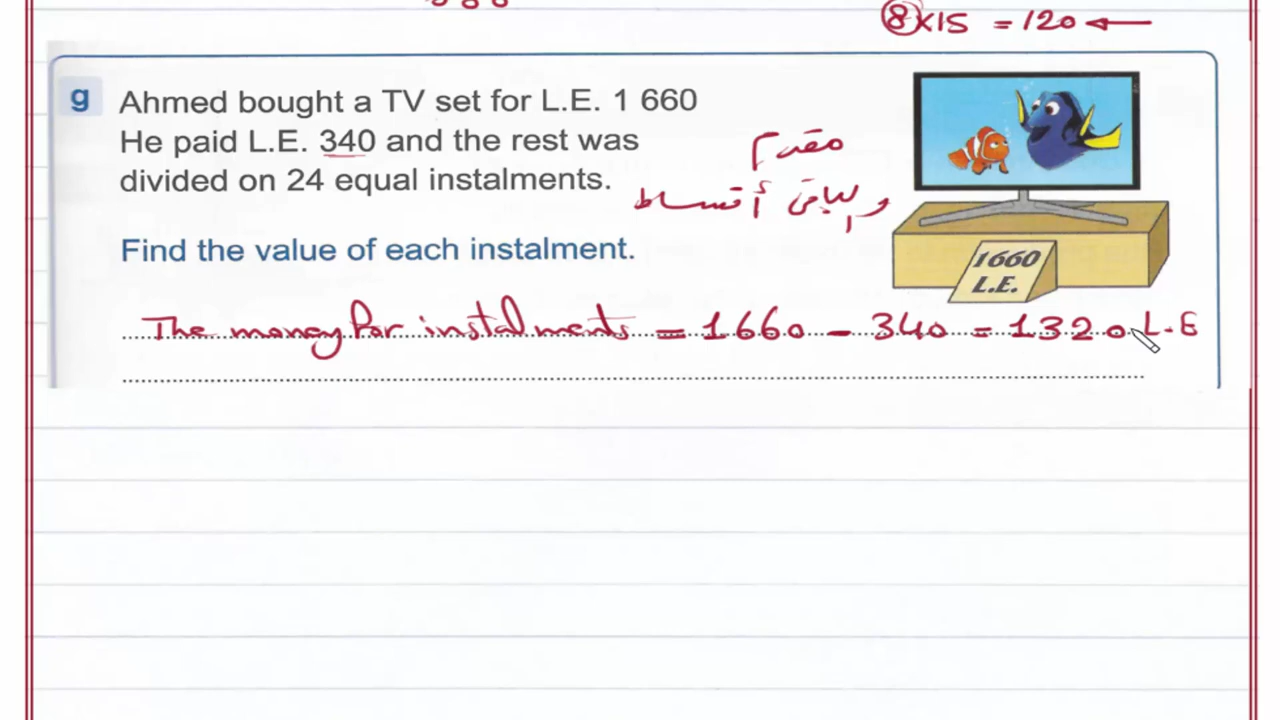 8×15 = 120 ←
g
Ahmed bought a TV set for L.E. 1 660
He paid L.E. 340 and the rest was
divided on 24 equal instalments.
مقدم
والباقى أقساط
Find the value of each instalment.
1660
L.E.
The money for instalments = 1660 - 340 = 1320 L.E